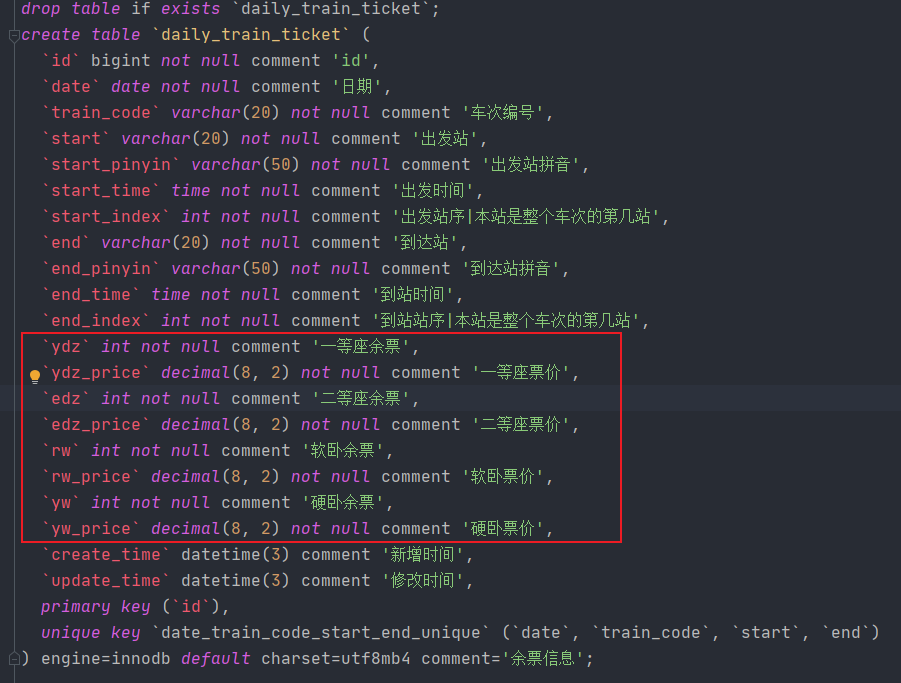 drop table if exists `daily_train_ticket`;
create table `daily_train_ticket` (
`id` bigint not null comment 'id',
`date` date not null comment '日期',
`train_code` varchar(20) not null comment '车次编号',
`start` varchar(20) not null comment '出发站',
`start_pinyin` varchar(50) not null comment '出发站拼音',
`start_time` time not null comment '出发时间',
`start_index` int not null comment '出发站序|本站是整个车次的第几站',
`end` varchar(20) not null comment '到达站',
`end_pinyin` varchar(50) not null comment '到达站拼音',
`end_time` time not null comment '到站时间',
`end_index` int not null comment '到站站序|本站是整个车次的第几站',
`ydz` int not null comment '一等座余票',
`ydz_price` decimal(8, 2) not null comment '一等座票价',
`edz` int not null comment '二等座余票',
`edz_price` decimal(8, 2) not null comment '二等座票价',
`rw` int not null comment '软卧余票',
`rw_price` decimal(8, 2) not null comment '软卧票价',
`yw` int not null comment '硬卧余票',
`yw_price` decimal(8, 2) not null comment '硬卧票价',
`create_time` datetime(3) comment '新增时间',
`update_time` datetime(3) comment '修改时间',
primary key (`id`),
unique key `date_train_code_start_end_unique` (`date`, `train_code`, `start`, `end`)
) engine=innodb default charset=utf8mb4 comment='余票信息';